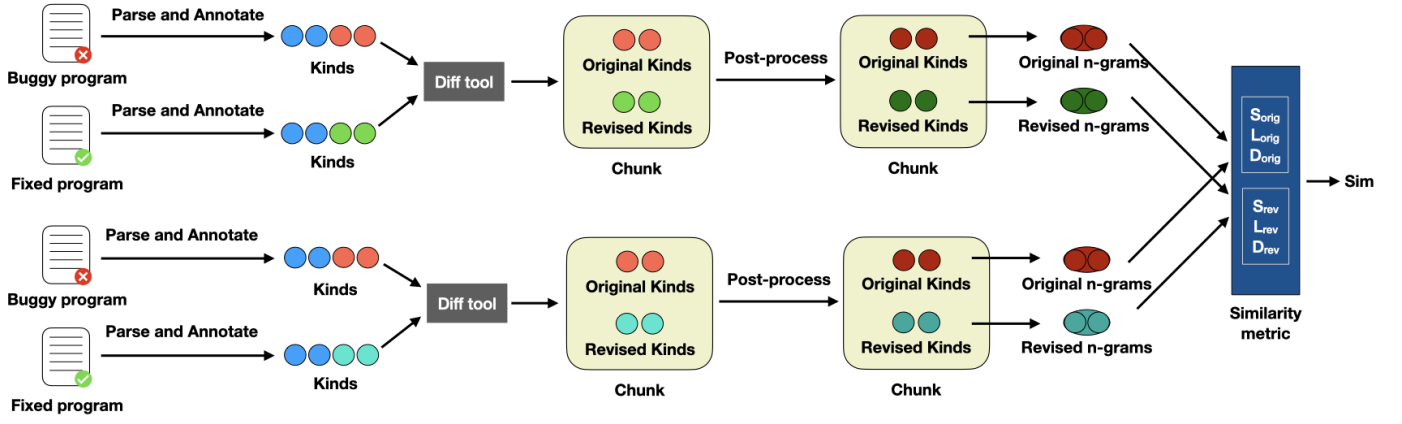 Parse and Annotate
Buggy program
Kinds
Parse and Annotate
Fixed program
Kinds
Diff tool
Original Kinds
Revised Kinds
Chunk
Post-process
Original Kinds
Revised Kinds
Chunk
Original n-grams
Revised n-grams
Parse and Annotate
Buggy program
Kinds
Parse and Annotate
Fixed program
Kinds
Diff tool
Original Kinds
Revised Kinds
Chunk
Post-process
Original Kinds
Revised Kinds
Chunk
Original n-grams
Revised n-grams
Sorig
Lorig
Dorig
Srev
Lrev
Drev
Similarity
metric
Sim